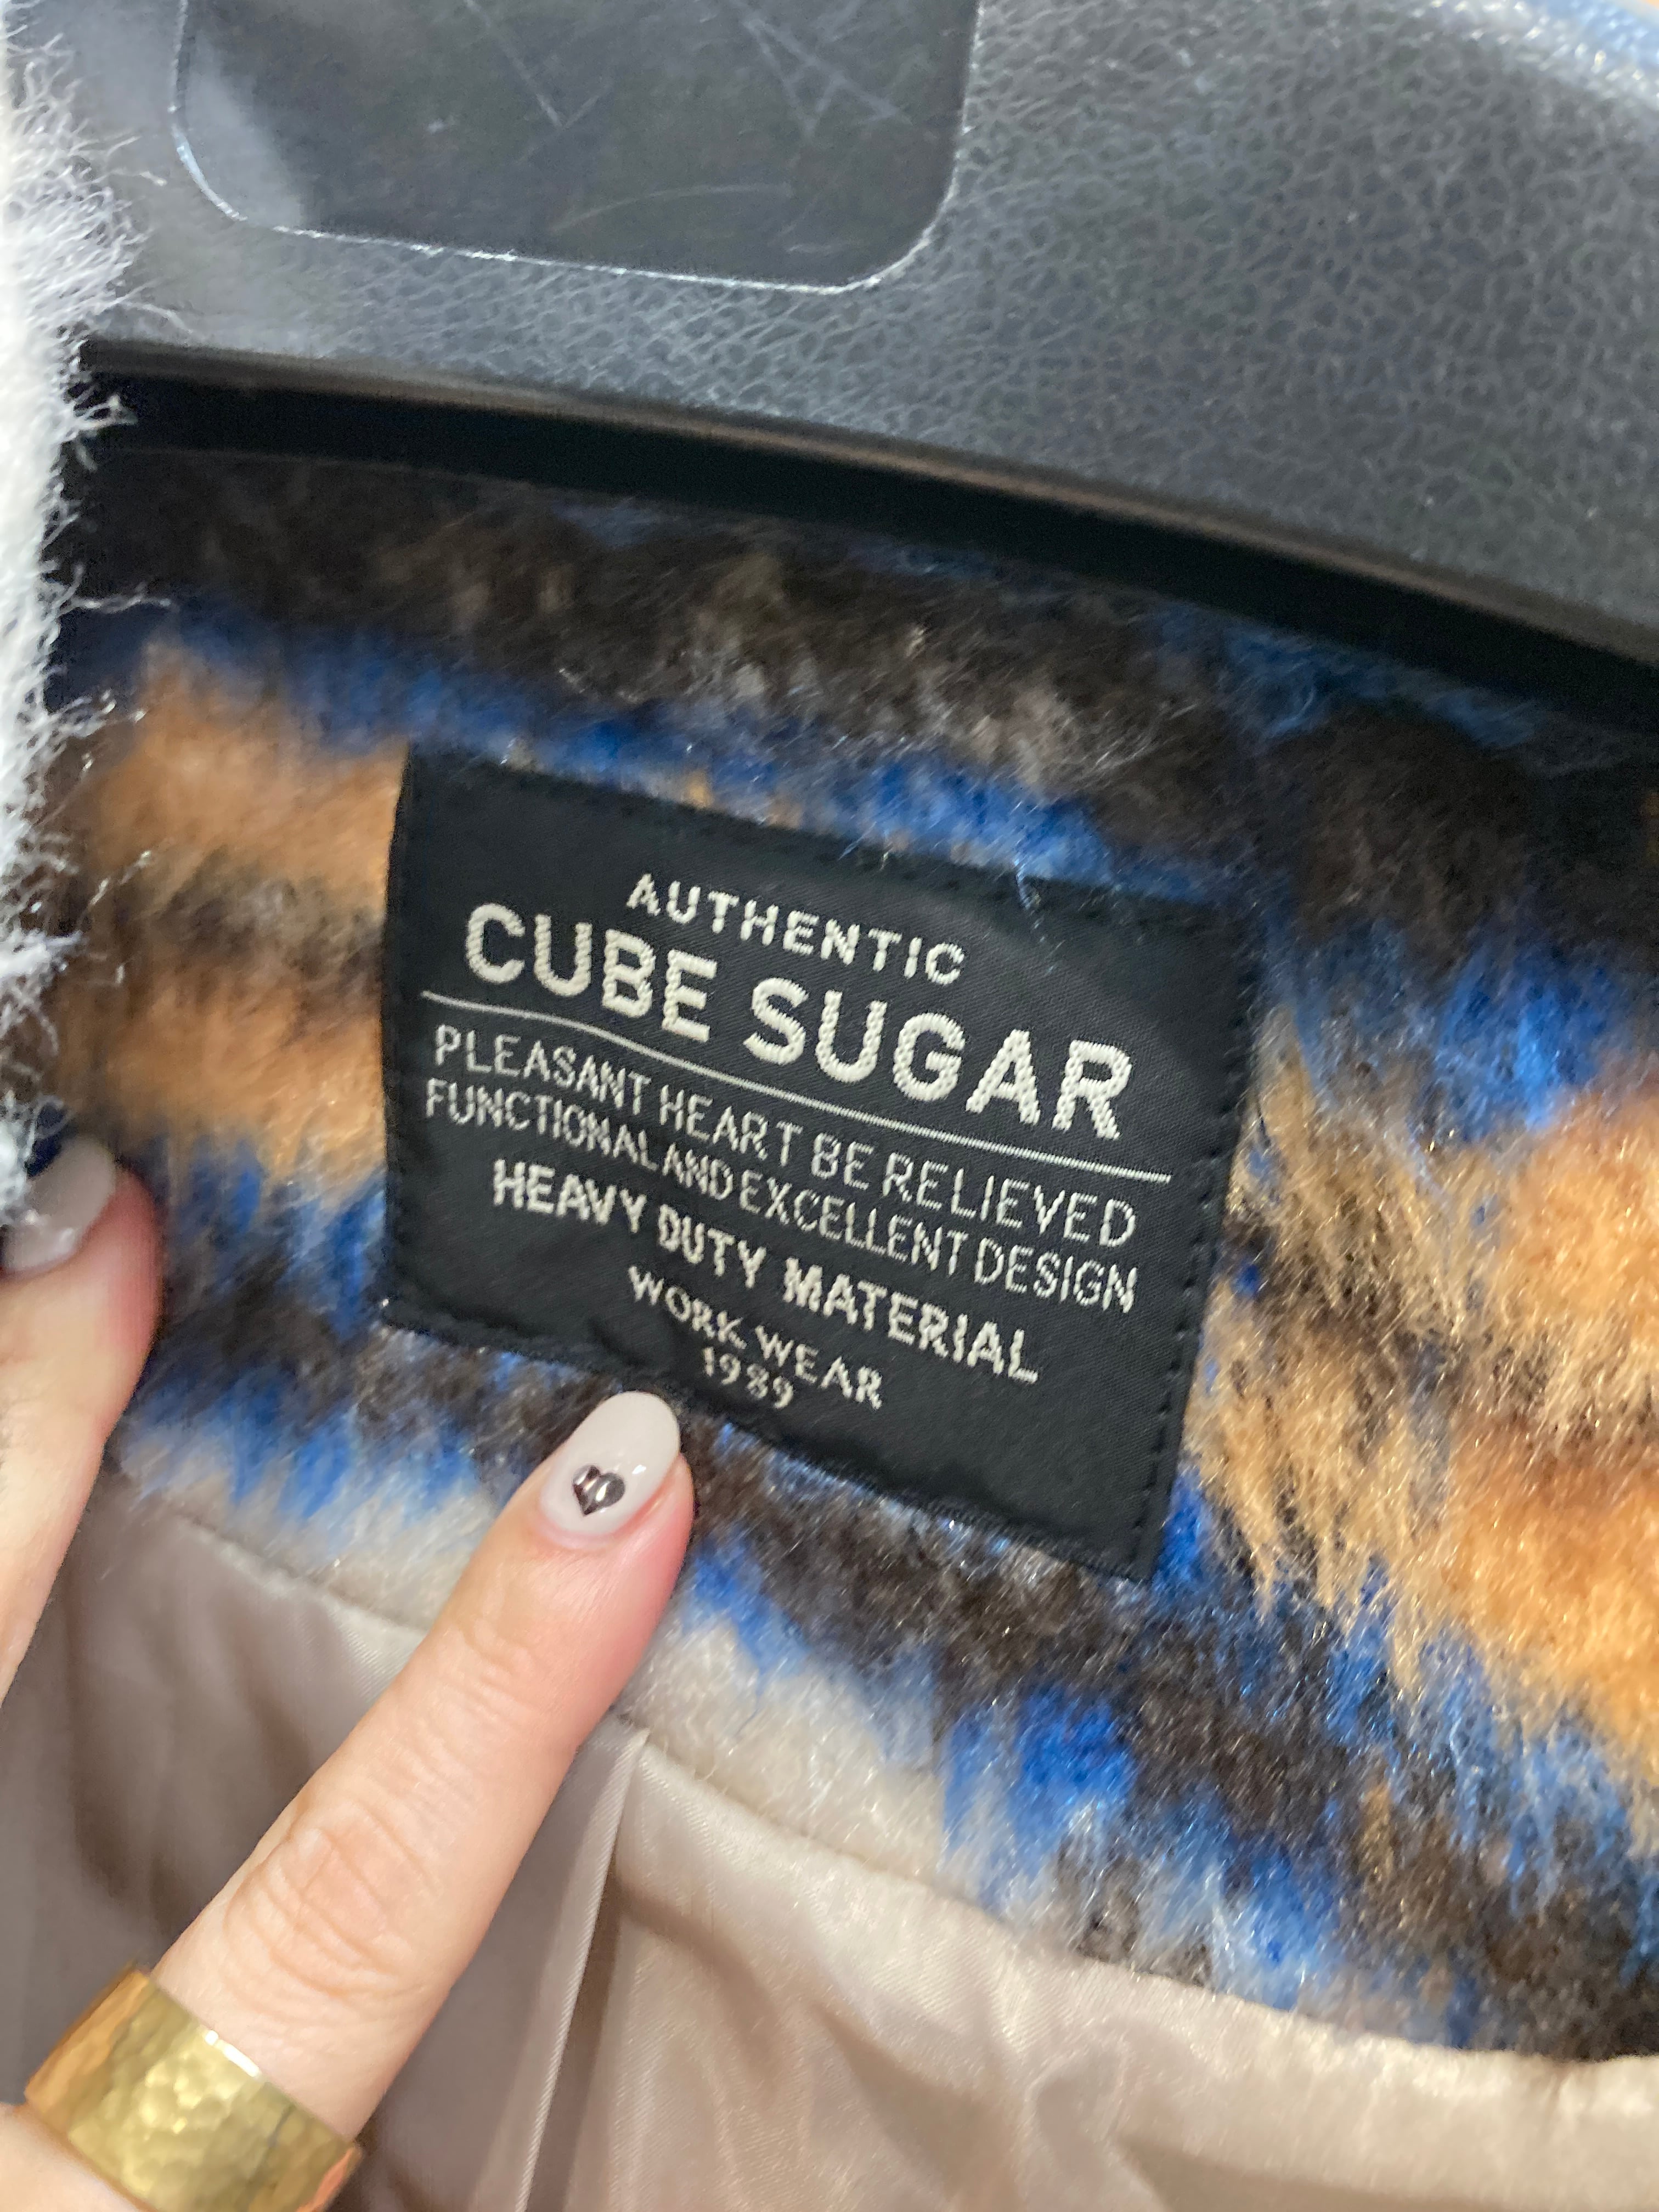 AUTHENTIC
CUBE SUGAR
PLEASANT HEART BE RELIEVED
FUNCTIONAL AND EXCELLENT DESIGN
HEAVY DUTY MATERIAL
WORK WEAR
1989